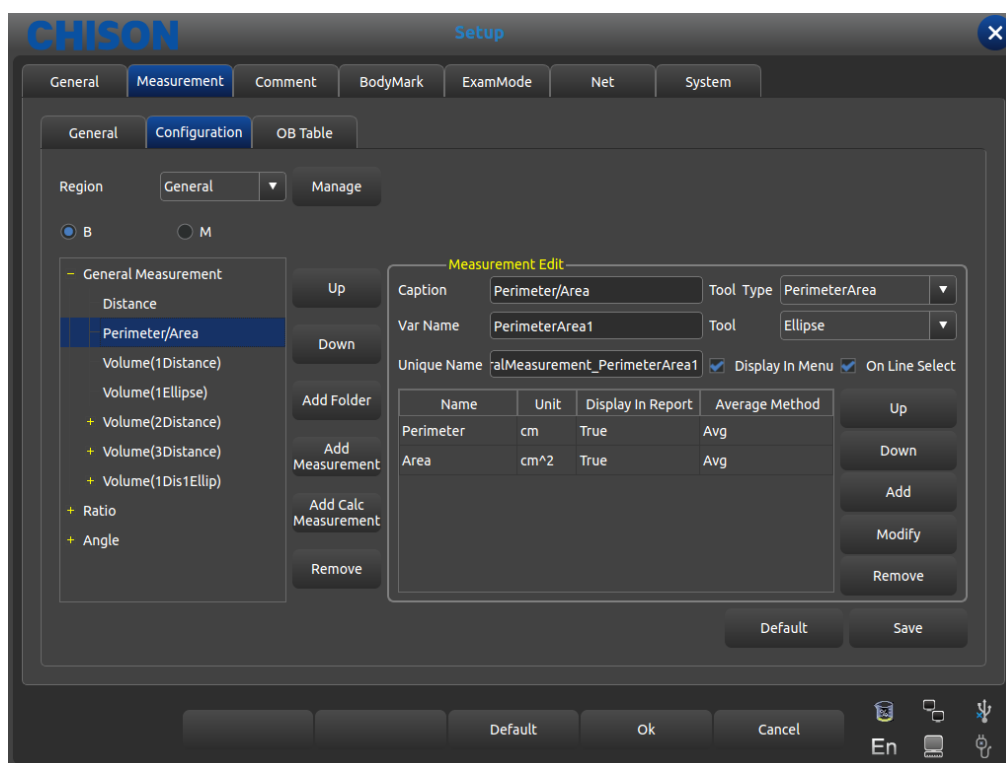 CHISON
Setup
General Measurement Comment BodyMark ExamMode Net System
General Configuration OB Table
Region General Manage
B M
General Measurement
Distance
Perimeter/Area
Volume(1Distance)
Volume(1Ellipse)
Volume(2Distance)
Volume(3Distance)
Volume(1Dis1Ellip)
Ratio
Angle
Up
Down
Add Folder
Add
Measurement
Add Calc
Measurement
Remove
Measurement Edit
Caption Perimeter/Area Tool Type PerimeterArea
Var Name PerimeterArea1 Tool Ellipse
Unique Name alMeasurement_PerimeterArea1 Display In Menu On Line Select
Name Unit Display In Report Average Method
Perimeter cm True Avg
Area cm^2 True Avg
Up
Down
Add
Modify
Remove
Default Save
Default Ok Cancel
En